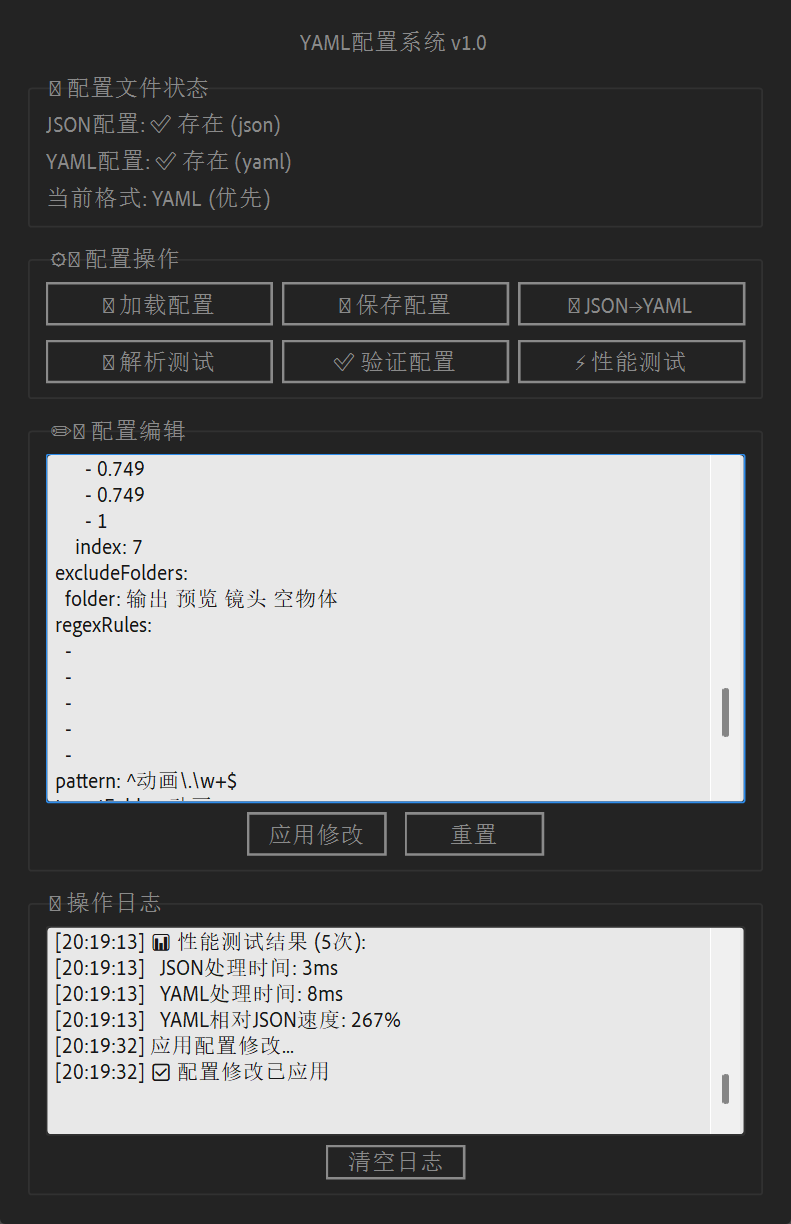 YAML配置系统 v1.0
配置文件状态
JSON配置: ✅ 存在 (json)
YAML配置: ✅ 存在 (yaml)
当前格式: YAML (优先)
⚙ 配置操作
加载配置
保存配置
JSON→YAML
解析测试
✅ 验证配置
⚡ 性能测试
✏ 配置编辑
- 0.749
- 0.749
- 1
index: 7
excludeFolders:
folder: 输出 预览 镜头 空物体
regexRules:
-
-
-
-
-
pattern: ^动画\.\w+$
应用修改
重置
操作日志
[20:19:13] 📊 性能测试结果 (5次):
[20:19:13] JSON处理时间: 3ms
[20:19:13] YAML处理时间: 8ms
[20:19:13] YAML相对JSON速度: 267%
[20:19:32] 应用配置修改...
[20:19:32] ✅ 配置修改已应用
清空日志